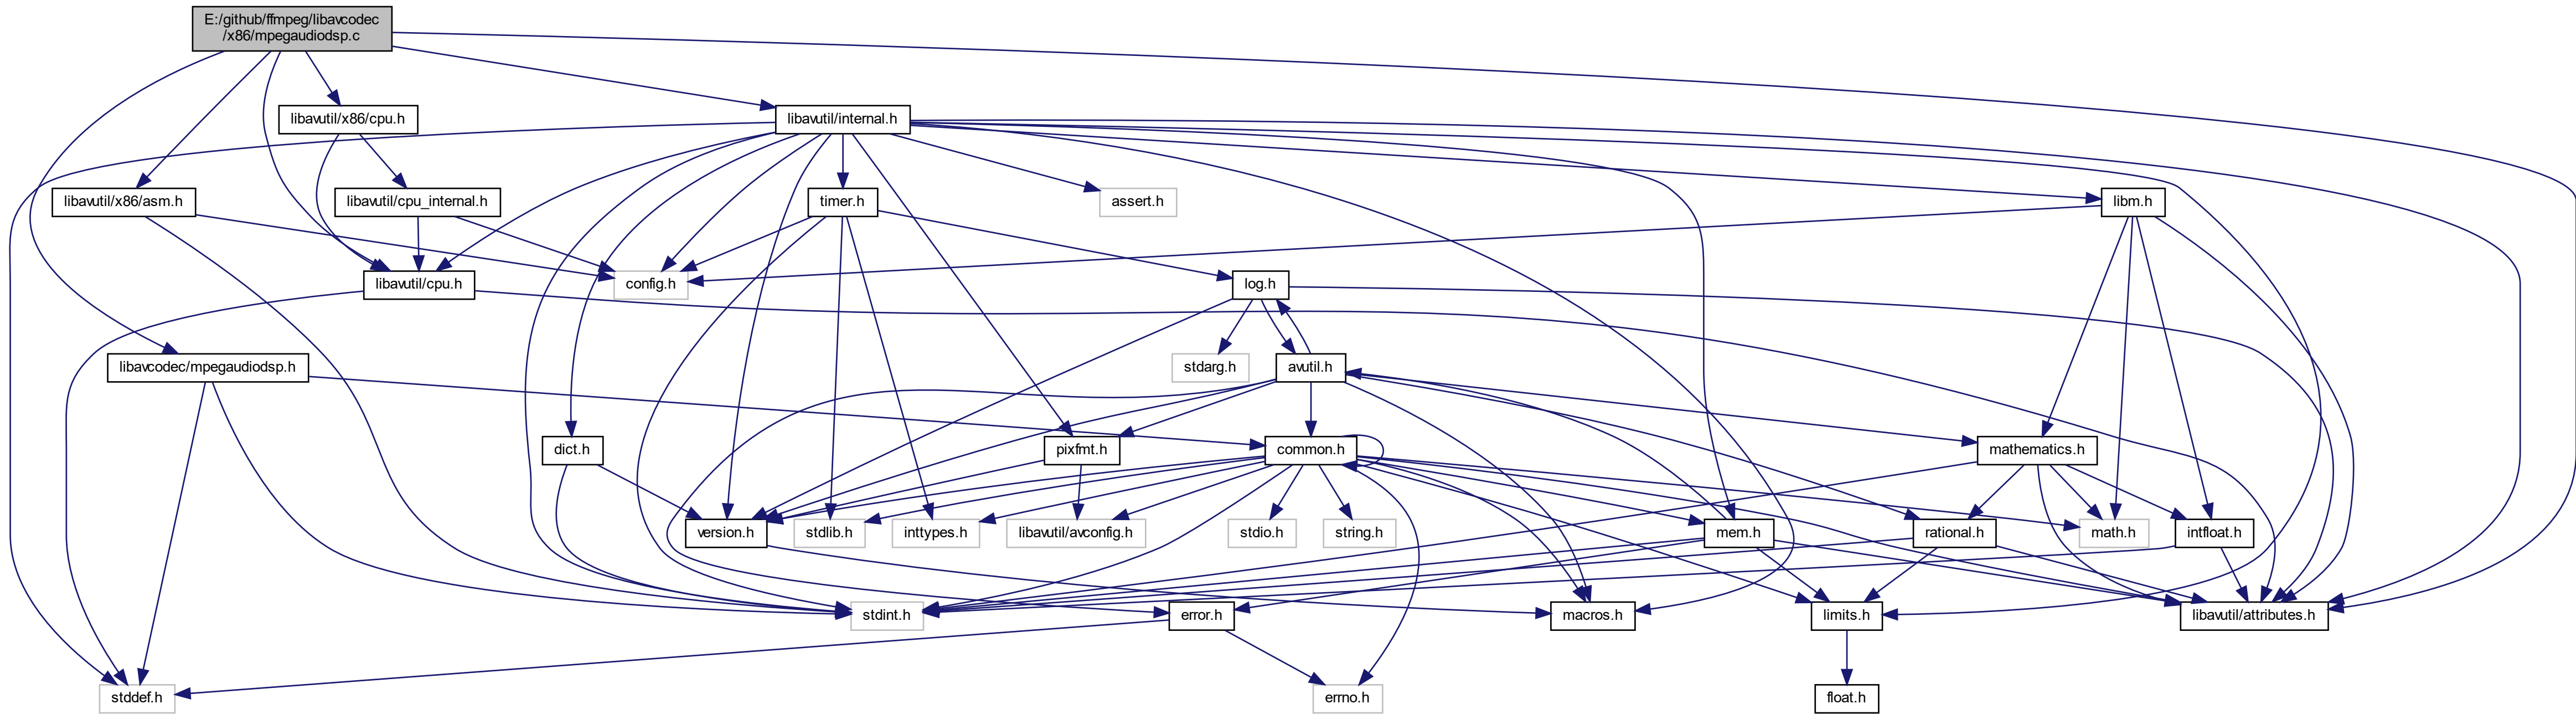 E:/github/ffmpeg/libavcodec
/x86/mpegaudiodsp.c
libavutil/x86/cpu.h
libavutil/internal.h
libavutil/x86/asm.h
libavutil/cpu_internal.h
timer.h
assert.h
libm.h
libavutil/cpu.h
config.h
log.h
libavcodec/mpegaudiodsp.h
stdarg.h
avutil.h
dict.h
pixfmt.h
common.h
mathematics.h
version.h
stdlib.h
inttypes.h
libavutil/avconfig.h
stdio.h
string.h
mem.h
rational.h
math.h
intfloat.h
stdint.h
error.h
macros.h
limits.h
libavutil/attributes.h
stddef.h
errno.h
float.h